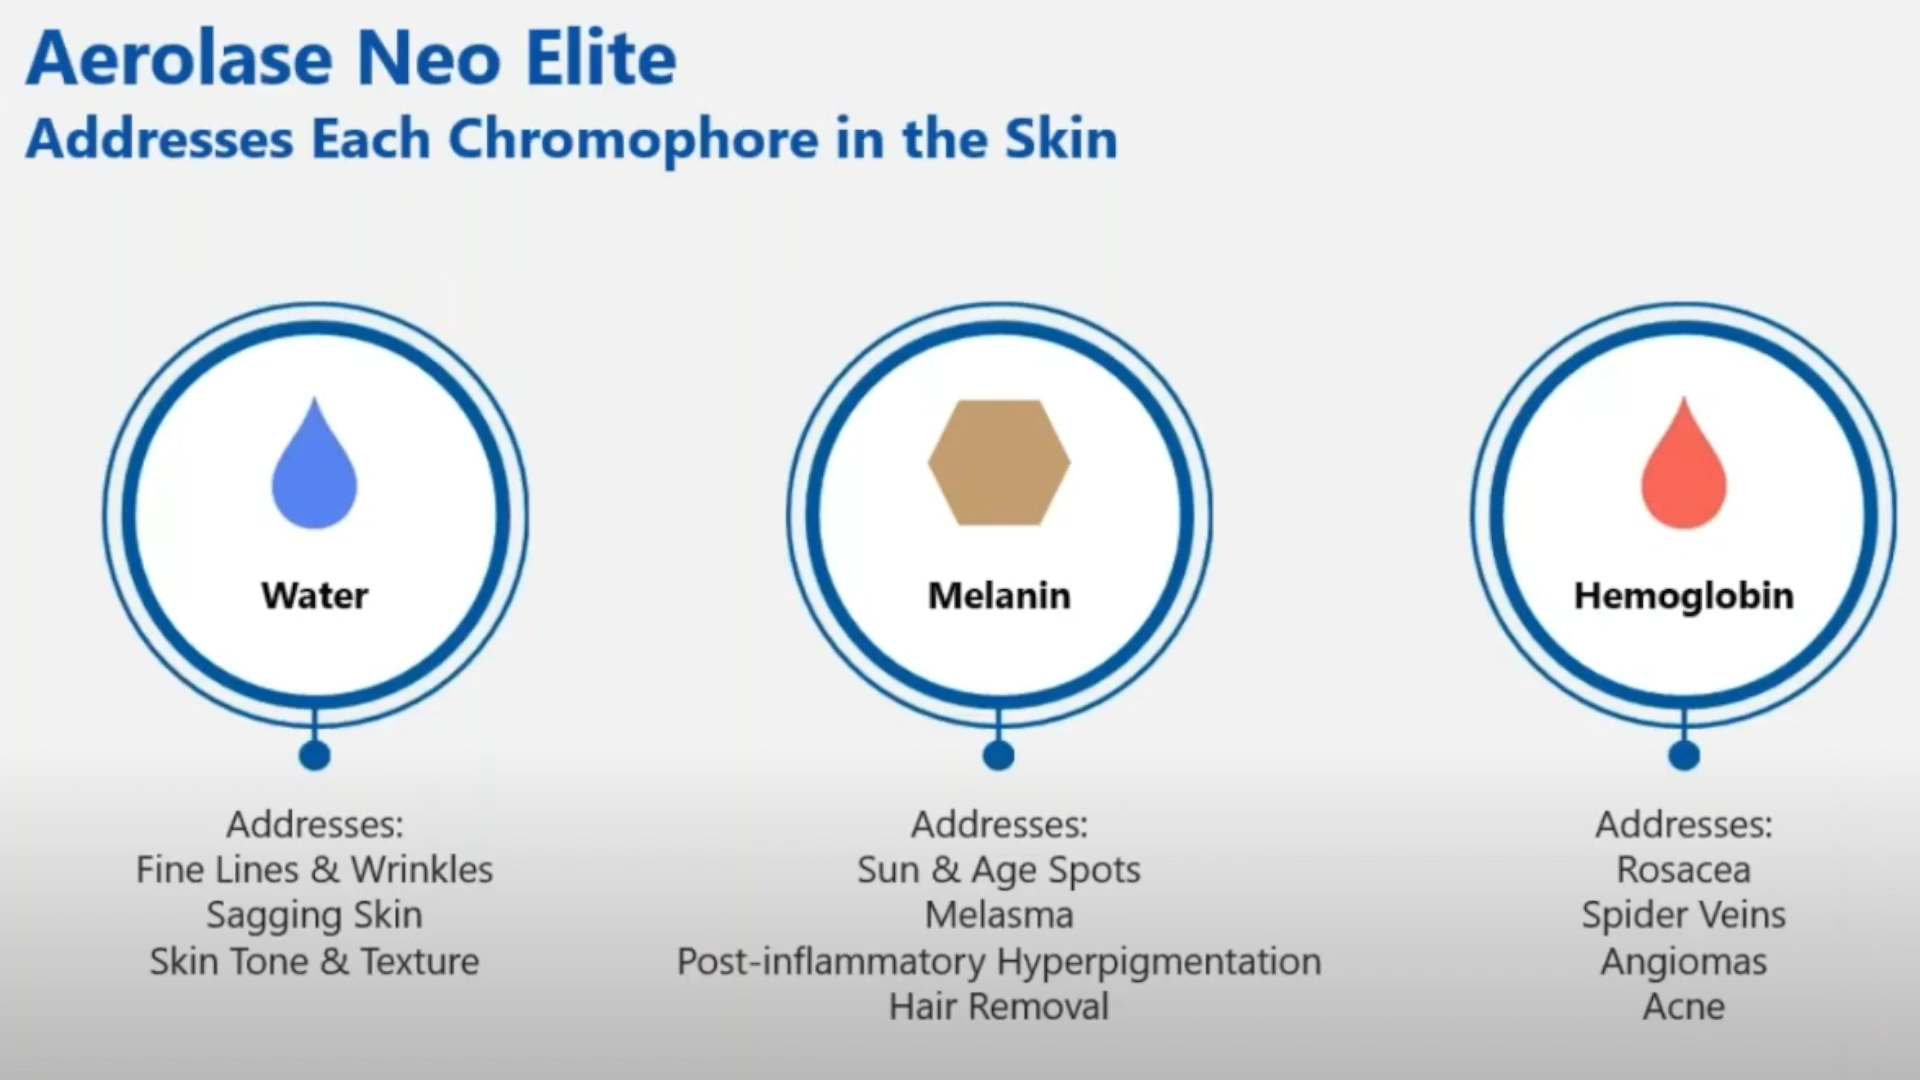 Aerolase Neo Elite
Addresses Each Chromophore in the Skin
Water
Melanin
Hemoglobin
Addresses:
Fine Lines & Wrinkles
Sagging Skin
Skin Tone & Texture
Addresses:
Sun & Age Spots
Melasma
Post-inflammatory Hyperpigmentation
Hair Removal
Addresses:
Rosacea
Spider Veins
Angiomas
Acne